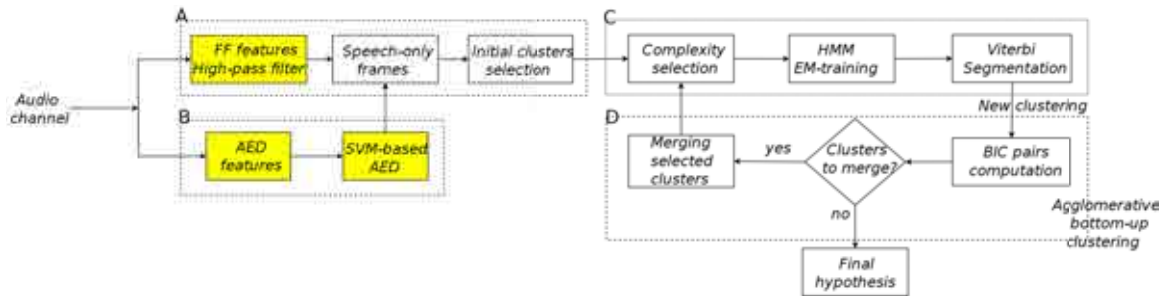 A
FF features
High-pass filter
Speech-only
frames
Initial clusters
selection
Audio
channel
B
AED
features
SVM-based
AED
C
Complexity
selection
HMM
EM-training
Viterbi
Segmentation
New clustering
D
Merging
selected
clusters
yes
Clusters
to merge?
BIC pairs
computation
no
Agglomerative
bottom-up
clustering
Final
hypothesis